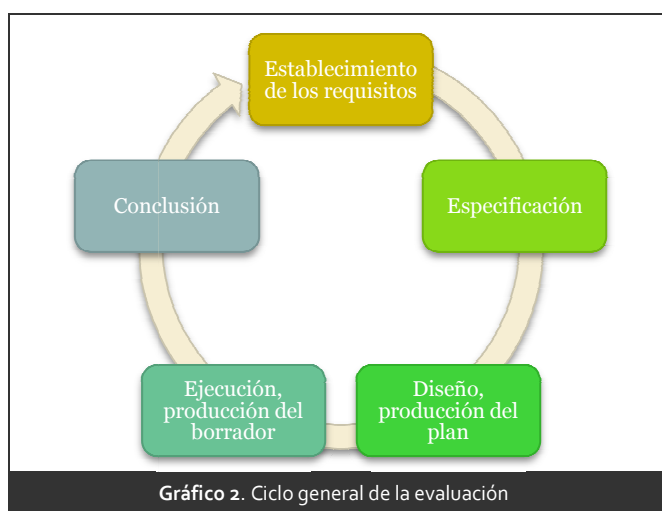 Establecimiento
de los requisitos
Especificación
Diseño,
producción del
plan
Ejecución,
producción del
borrador
Conclusión
Gráfico 2. Ciclo general de la evaluación